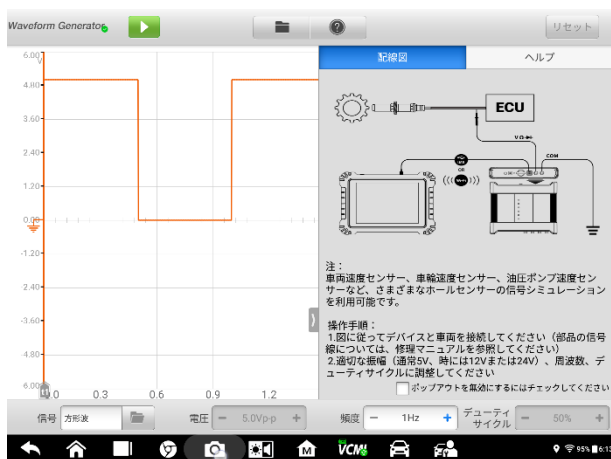 Waveform Generator
リセット
配線図
ヘルプ
6.00
V
4.80
3.60
2.40
1.20
0.00
-1.20
-3.60
-4.80
6.00
0.0
0.3
0.6
0.9
1.2
ECU
VΩ
COM
OR
注：
車両速度センサー、車輪速度センサー、油圧ポンプ速度セン
サーなど、さまざまなホールセンサーの信号シミュレーション
を利用可能です。
操作手順：
1.図に従ってデバイスと車両を接続してください（部品の信号
線については、修理マニュアルを参照してください）
2.適切な振幅（通常5V、時には12Vまたは24V）、周波数、デ
ューティサイクルに調整してください
ポップアウトを無効にするにはチェックしてください
信号 方形波
電圧 − 5.0Vp-p +
頻度 − 1Hz +
デューティ
サイクル − 50% +
M
VCMI
95%